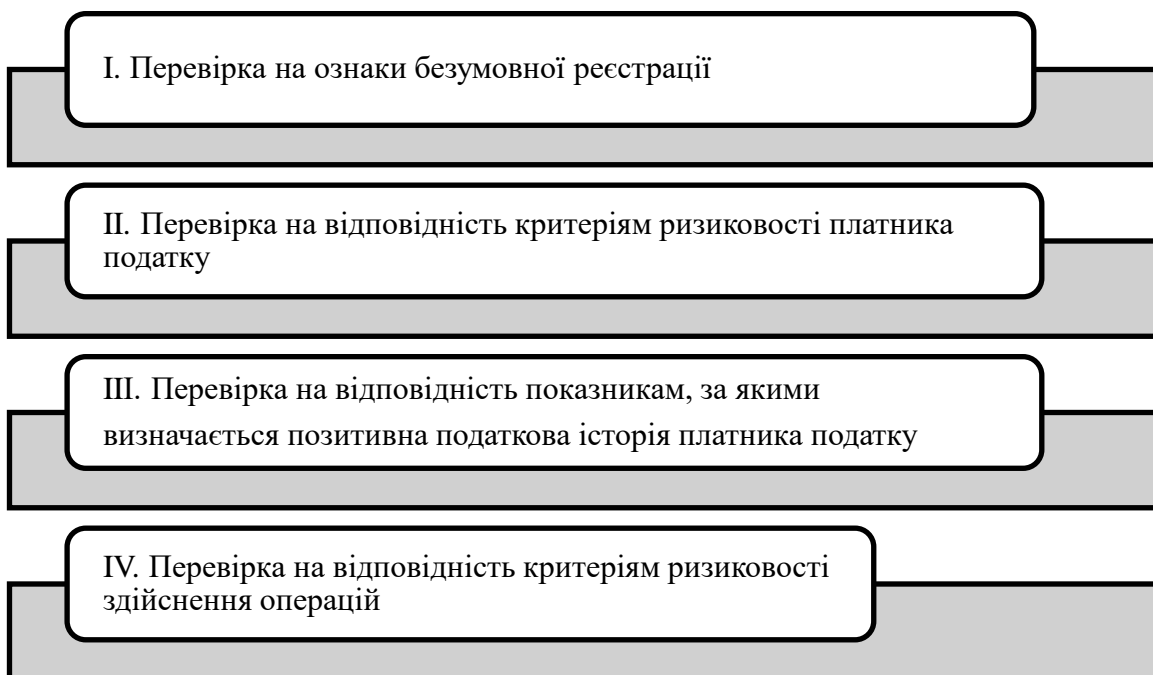 I. Перевірка на ознаки безумовної реєстрації
II. Перевірка на відповідність критеріям ризиковості платника
податку
III. Перевірка на відповідність показникам, за якими
визначається позитивна податкова історія платника податку
IV. Перевірка на відповідність критеріям ризиковості
здійснення операцій